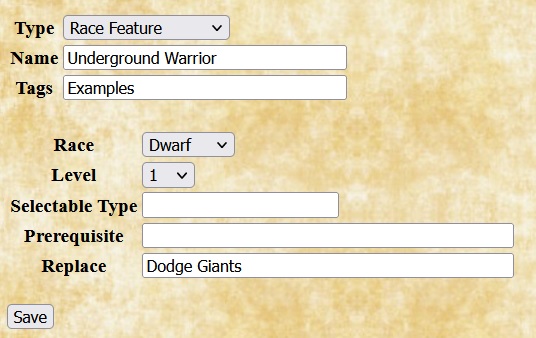 Type Race Feature
Name Underground Warrior
Tags Examples
Race Dwarf
Level 1
Selectable Type
Prerequisite
Replace Dodge Giants
Save